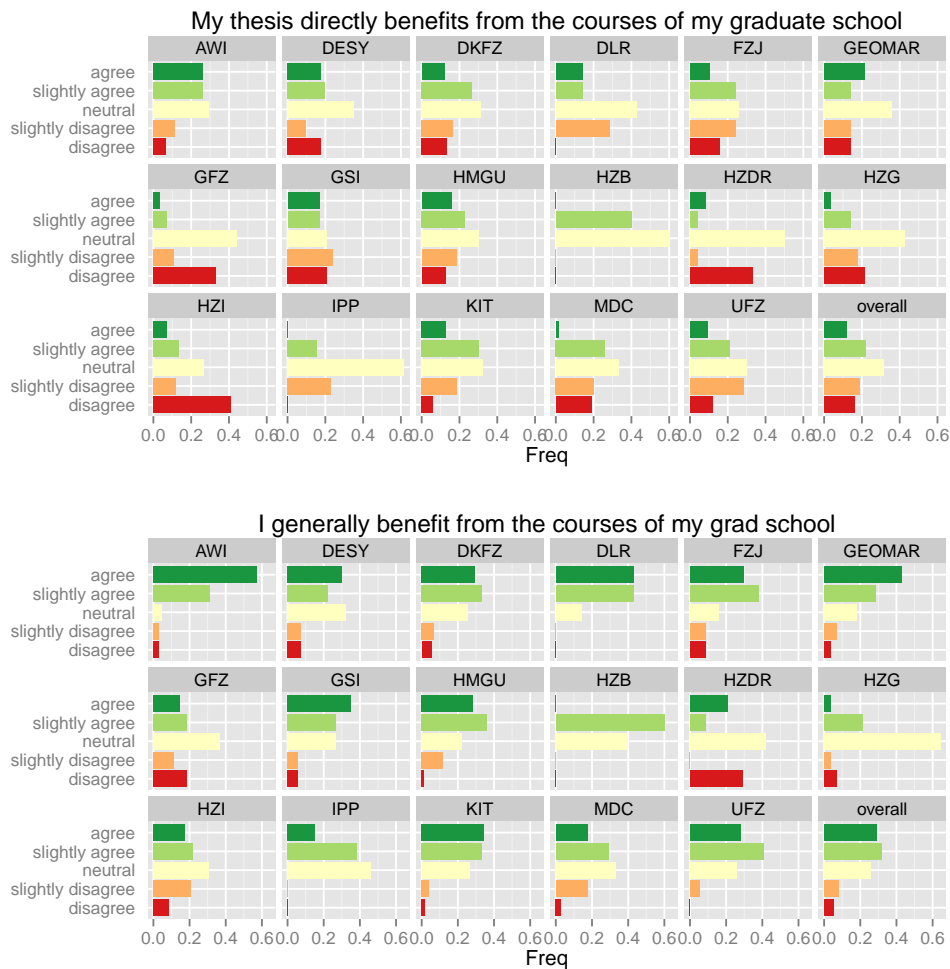 My thesis directly benefits from the courses of my graduate school
AWI DESY DKFZ DLR FZJ GEOMAR
agree
slightly agree
neutral
slightly disagree
disagree
GFZ GSI HMGU HZB HZDR HZG
agree
slightly agree
neutral
slightly disagree
disagree
HZI IPP KIT MDC UFZ overall
agree
slightly agree
neutral
slightly disagree
disagree
0.0 0.2 0.4 0.6 0.0 0.2 0.4 0.6 0.0 0.2 0.4 0.6 0.0 0.2 0.4 0.6 0.0 0.2 0.4 0.6 0.0 0.2 0.4 0.6
Freq
I generally benefit from the courses of my grad school
AWI DESY DKFZ DLR FZJ GEOMAR
agree
slightly agree
neutral
slightly disagree
disagree
GFZ GSI HMGU HZB HZDR HZG
agree
slightly agree
neutral
slightly disagree
disagree
HZI IPP KIT MDC UFZ overall
agree
slightly agree
neutral
slightly disagree
disagree
0.0 0.2 0.4 0.6 0.0 0.2 0.4 0.6 0.0 0.2 0.4 0.6 0.0 0.2 0.4 0.6 0.0 0.2 0.4 0.6 0.0 0.2 0.4 0.6
Freq